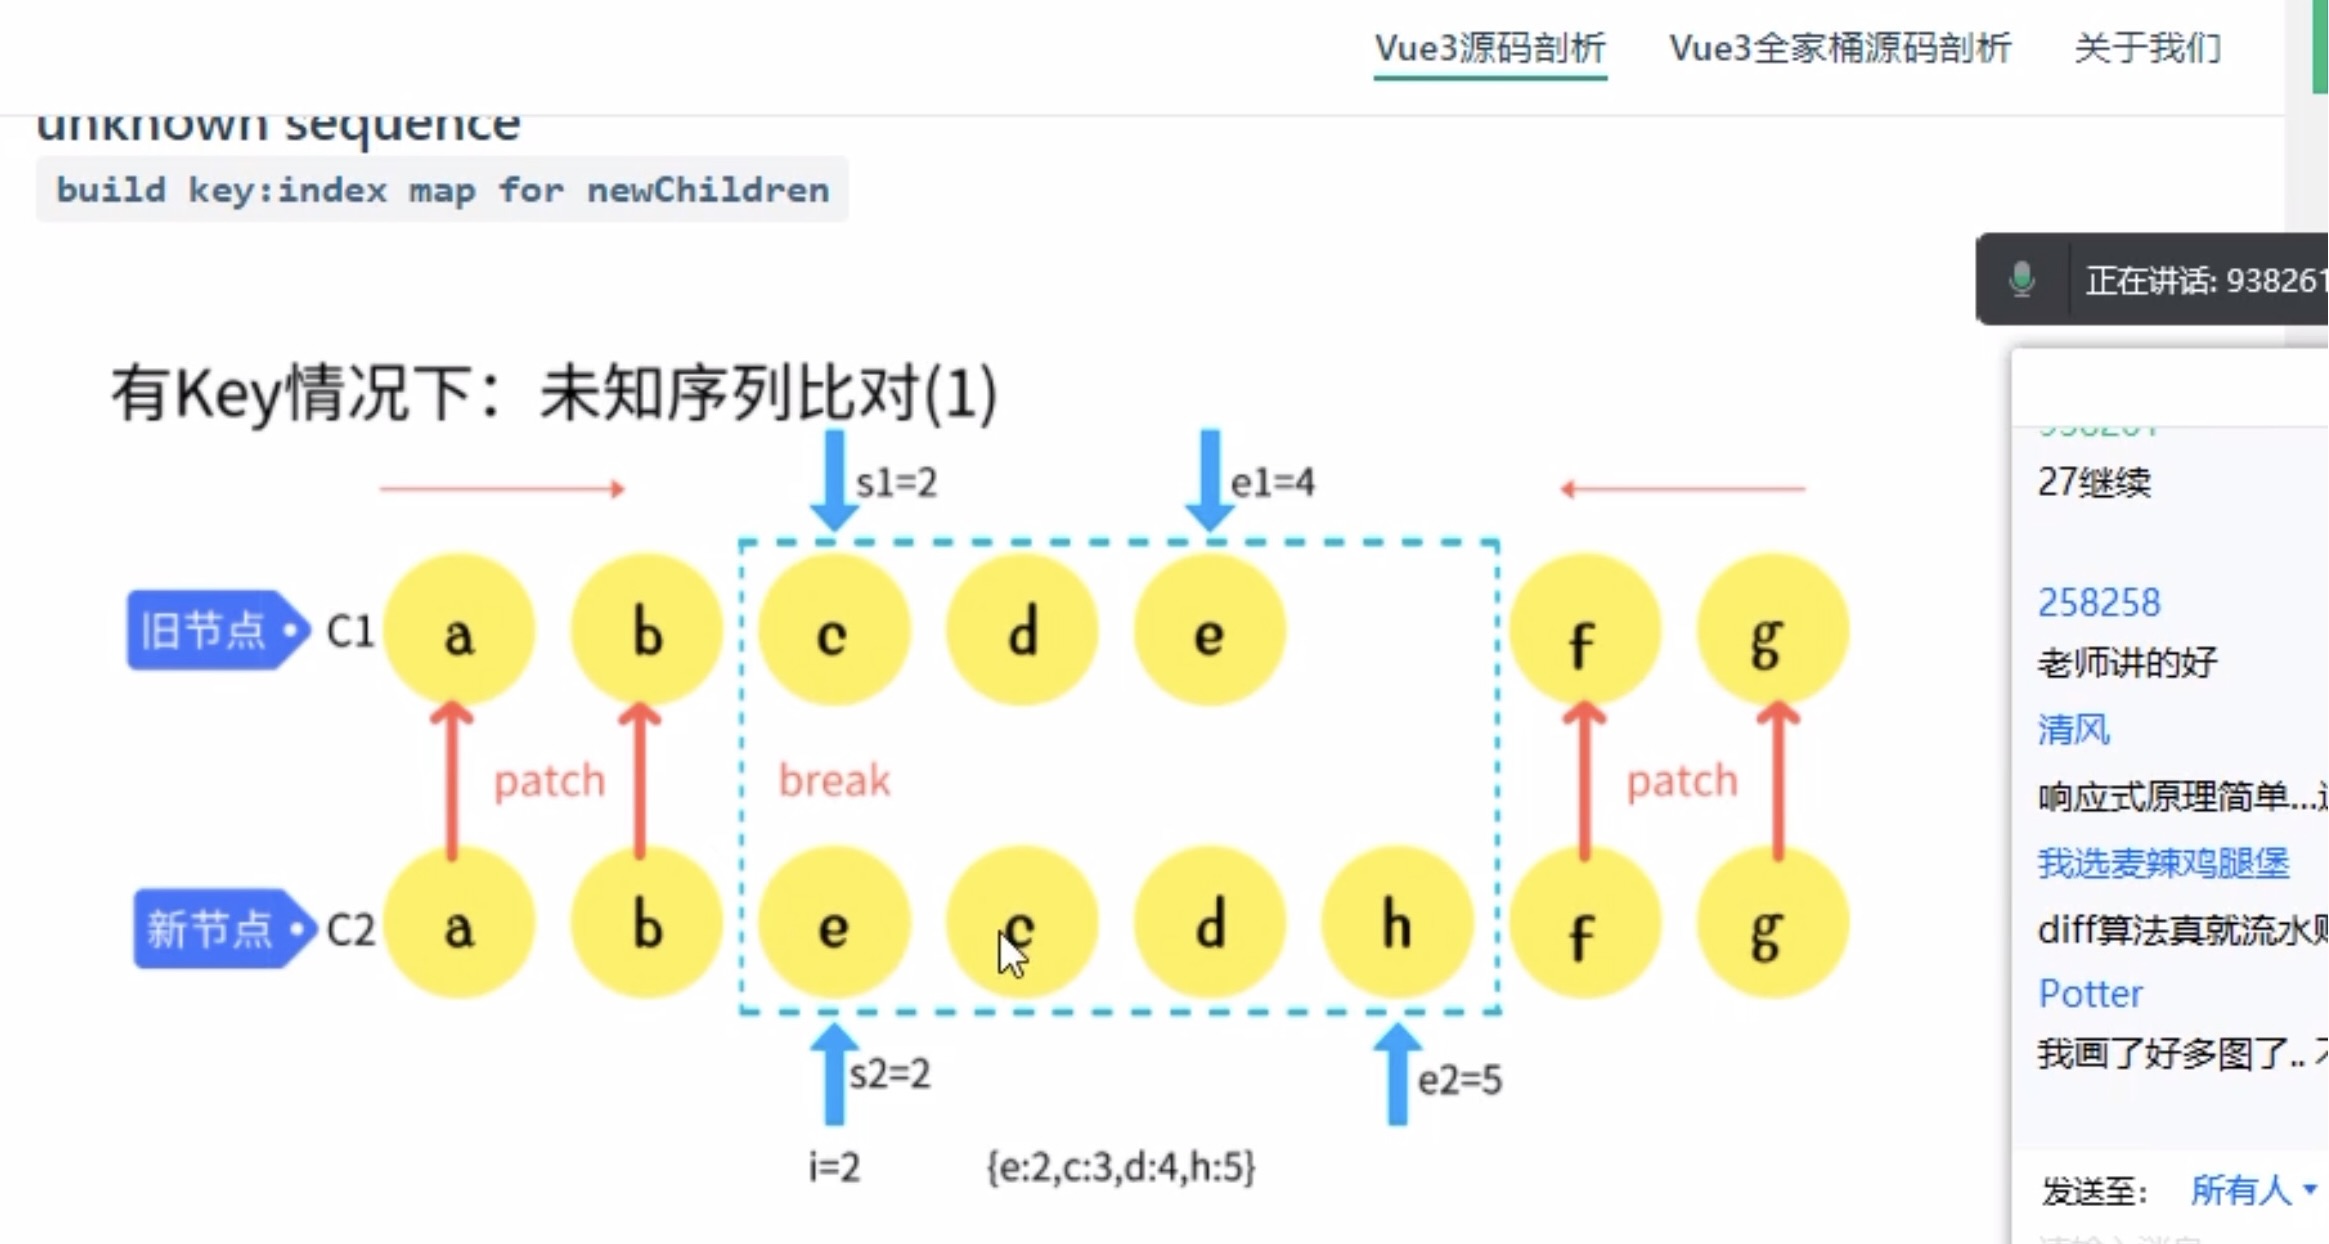 Vue3源码剖析 Vue3全家桶源码剖析 关于我们
unknown sequence
build key:index map for newChildren
正在讲话: 938261
有Key情况下：未知序列比对(1)
s1=2 e1=4
旧节点 C1 a b c d e f g
patch break patch
新节点 C2 a b e c d h f g
s2=2 e2=5
i=2 {e:2,c:3,d:4,h:5}
938261
27继续
258258
老师讲的好
清风
响应式原理简单...
我选麦辣鸡腿堡
diff算法真就流水
Potter
我画了好多图了..
发送至: 所有人